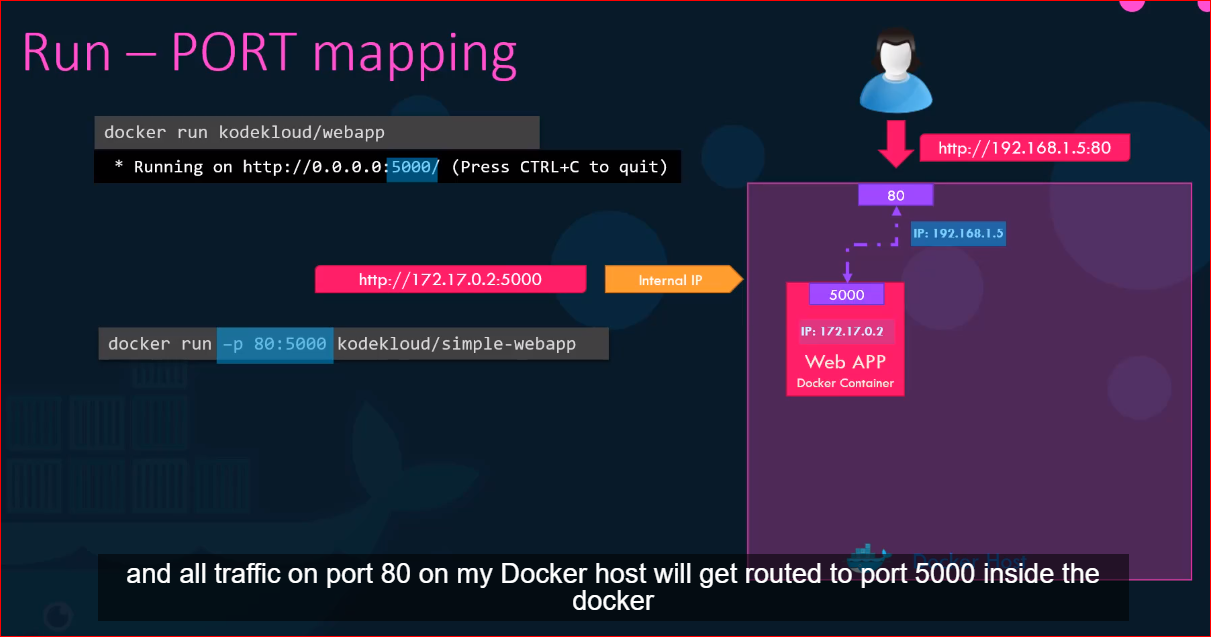 Run – PORT mapping
docker run kodekloud/webapp
* Running on http://0.0.0.0:5000/ (Press CTRL+C to quit)
http://192.168.1.5:80
80
IP: 192.168.1.5
http://172.17.0.2:5000
Internal IP
5000
IP: 172.17.0.2
Web APP
Docker Container
docker run -p 80:5000 kodekloud/simple-webapp
Docker Host
and all traffic on port 80 on my Docker host will get routed to port 5000 inside the
docker